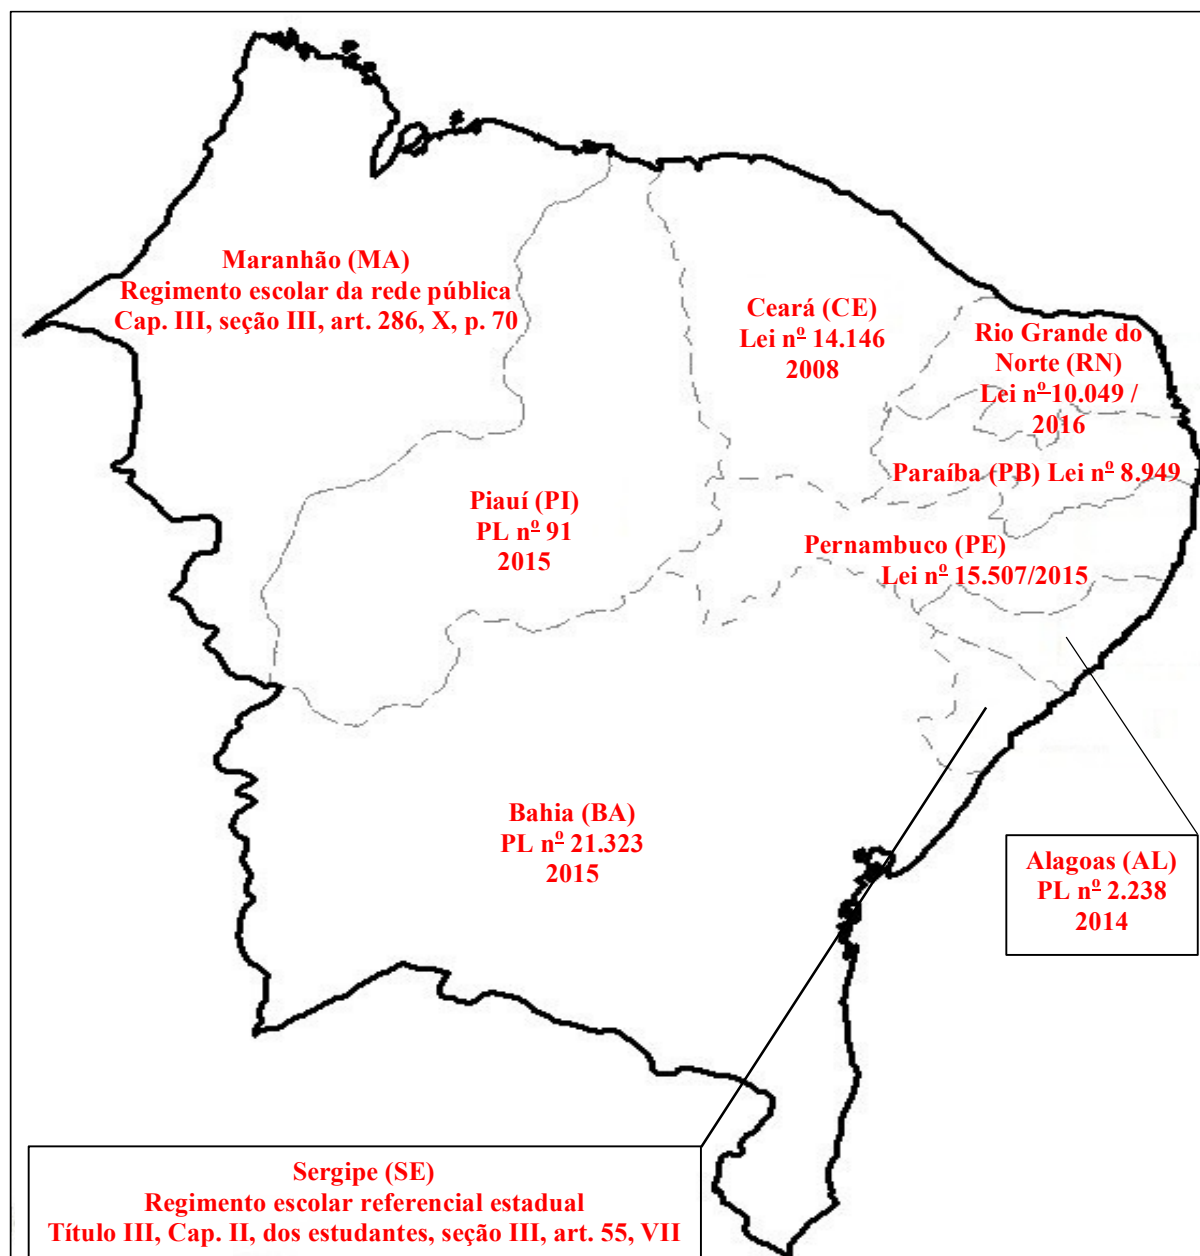 Maranhão (MA)
Regimento escolar da rede pública
Cap. III, seção III, art. 286, X, p. 70
Ceará (CE)
Lei nº 14.146
2008
Rio Grande do
Norte (RN)
Lei nº 10.049 /
2016
Paraíba (PB) Lei nº 8.949
Piauí (PI)
PL nº 91
2015
Pernambuco (PE)
Lei nº 15.507/2015
Bahia (BA)
PL nº 21.323
2015
Alagoas (AL)
PL nº 2.238
2014
Sergipe (SE)
Regimento escolar referencial estadual
Título III, Cap. II, dos estudantes, seção III, art. 55, VII